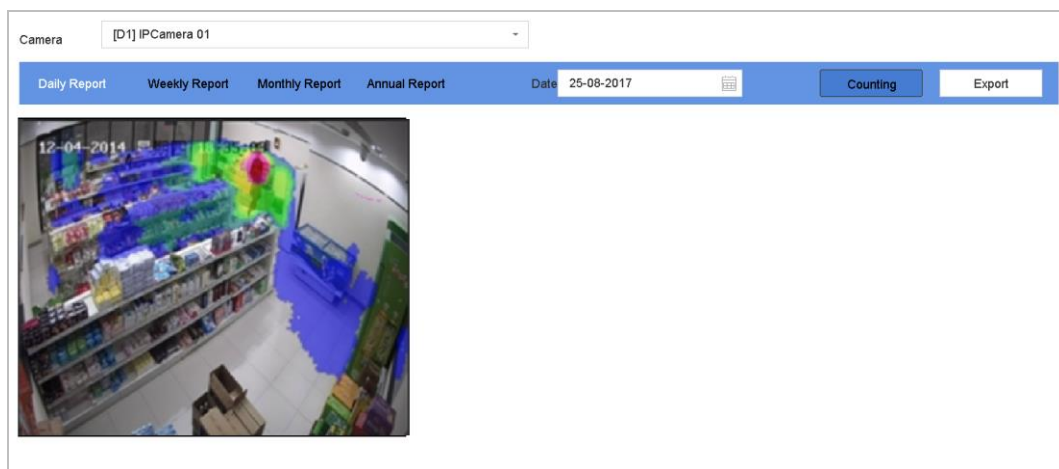 Camera [D1] IPCamera 01
Daily Report Weekly Report Monthly Report Annual Report Date 25-08-2017 Counting Export
12-04-2014